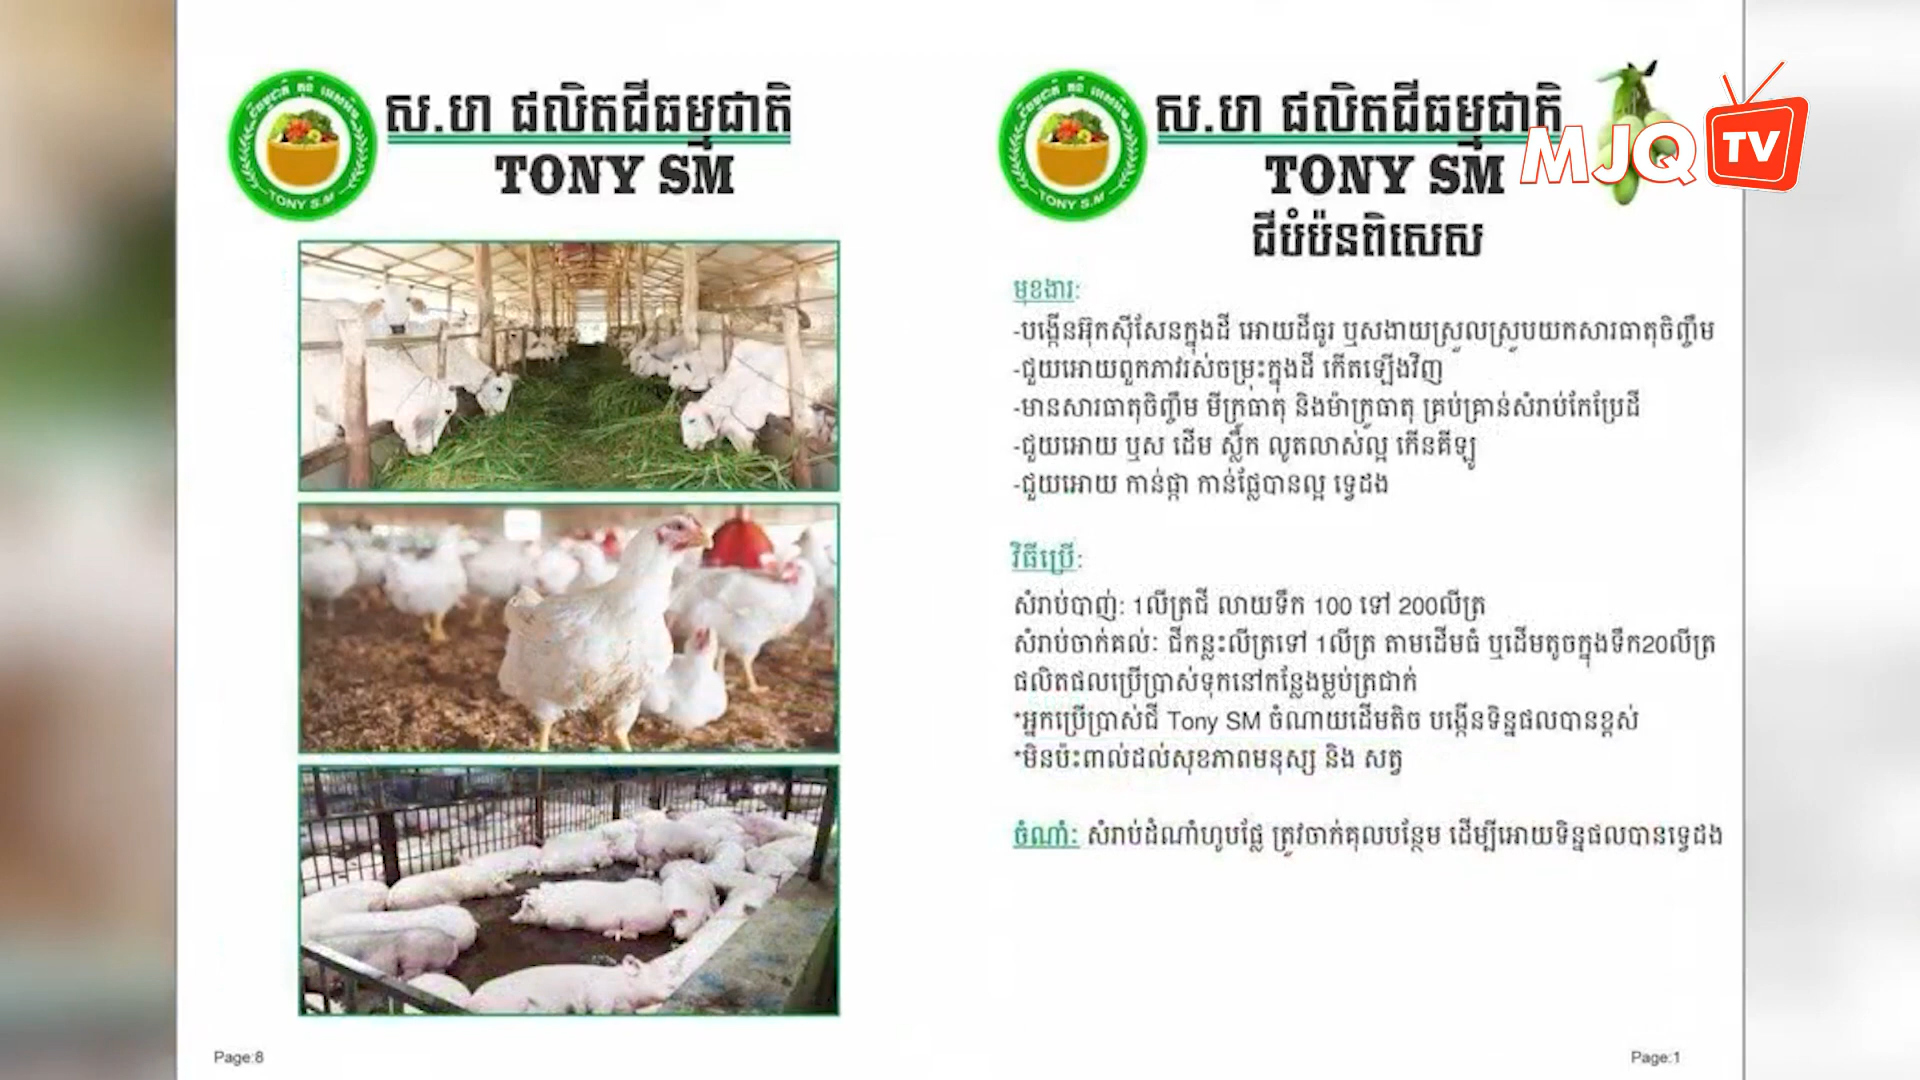 ស.ហ ផលិតជីធម្មជាតិ
TONY SM
TONY S.M
Page:8
ស.ហ ផលិតជីធម្មជាតិ
TONY SM
ជីបំប៉នពិសេស
TONY S.M
MJQ TV
មុខងារ:
-បង្កើនអ៊ុកស៊ីសែនក្នុងដី អោយដីធូរ ឬសងាយស្រួលស្រូបយកសារធាតុចិញ្ចឹម
-ជួយអោយពួកភាវរស់ចម្រុះក្នុងដី កើតឡើងវិញ
-មានសារធាតុចិញ្ចឹម មីក្រូធាតុ និងម៉ាក្រូធាតុ គ្រប់គ្រាន់សំរាប់កែប្រែដី
-ជួយអោយ ឬស ដើម ស្លឹក លូតលាស់ល្អ កើនគីឡូ
-ជួយអោយ កាន់ផ្កា កាន់ផ្លែបានល្អ ទ្វេដង
វិធីប្រើ:
សំរាប់បាញ់: 1លីត្រជី លាយទឹក 100 ទៅ 200លីត្រ
សំរាប់ចាក់គល់: ជីកន្លះលីត្រទៅ 1លីត្រ តាមដើមធំ ឬដើមតូចក្នុងទឹក20លីត្រ
ផលិតផលប្រើប្រាស់ទុកនៅកន្លែងម្លប់ត្រជាក់
*អ្នកប្រើប្រាស់ជី Tony SM ចំណាយដើមតិច បង្កើនទិន្នផលបានខ្ពស់
*មិនប៉ះពាល់ដល់សុខភាពមនុស្ស និង សត្វ
ចំណាំ: សំរាប់ដំណាំហូបផ្លែ ត្រូវចាក់គុលបន្ថែម ដើម្បីអោយទិន្នផលបានទ្វេដង
Page:1